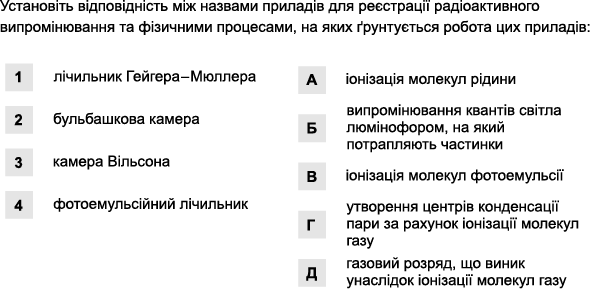 Установіть відповідність між назвами приладів для реєстрації радіоактивного
випромінювання та фізичними процесами, на яких ґрунтується робота цих приладів:
1 лічильник Гейгера–Мюллера
2 бульбашкова камера
3 камера Вільсона
4 фотоемульсійний лічильник
А іонізація молекул рідини
Б випромінювання квантів світла
люмінофором, на який
потрапляють частинки
В іонізація молекул фотоемульсії
Г утворення центрів конденсації
пари за рахунок іонізації молекул
газу
Д газовий розряд, що виник
унаслідок іонізації молекул газу